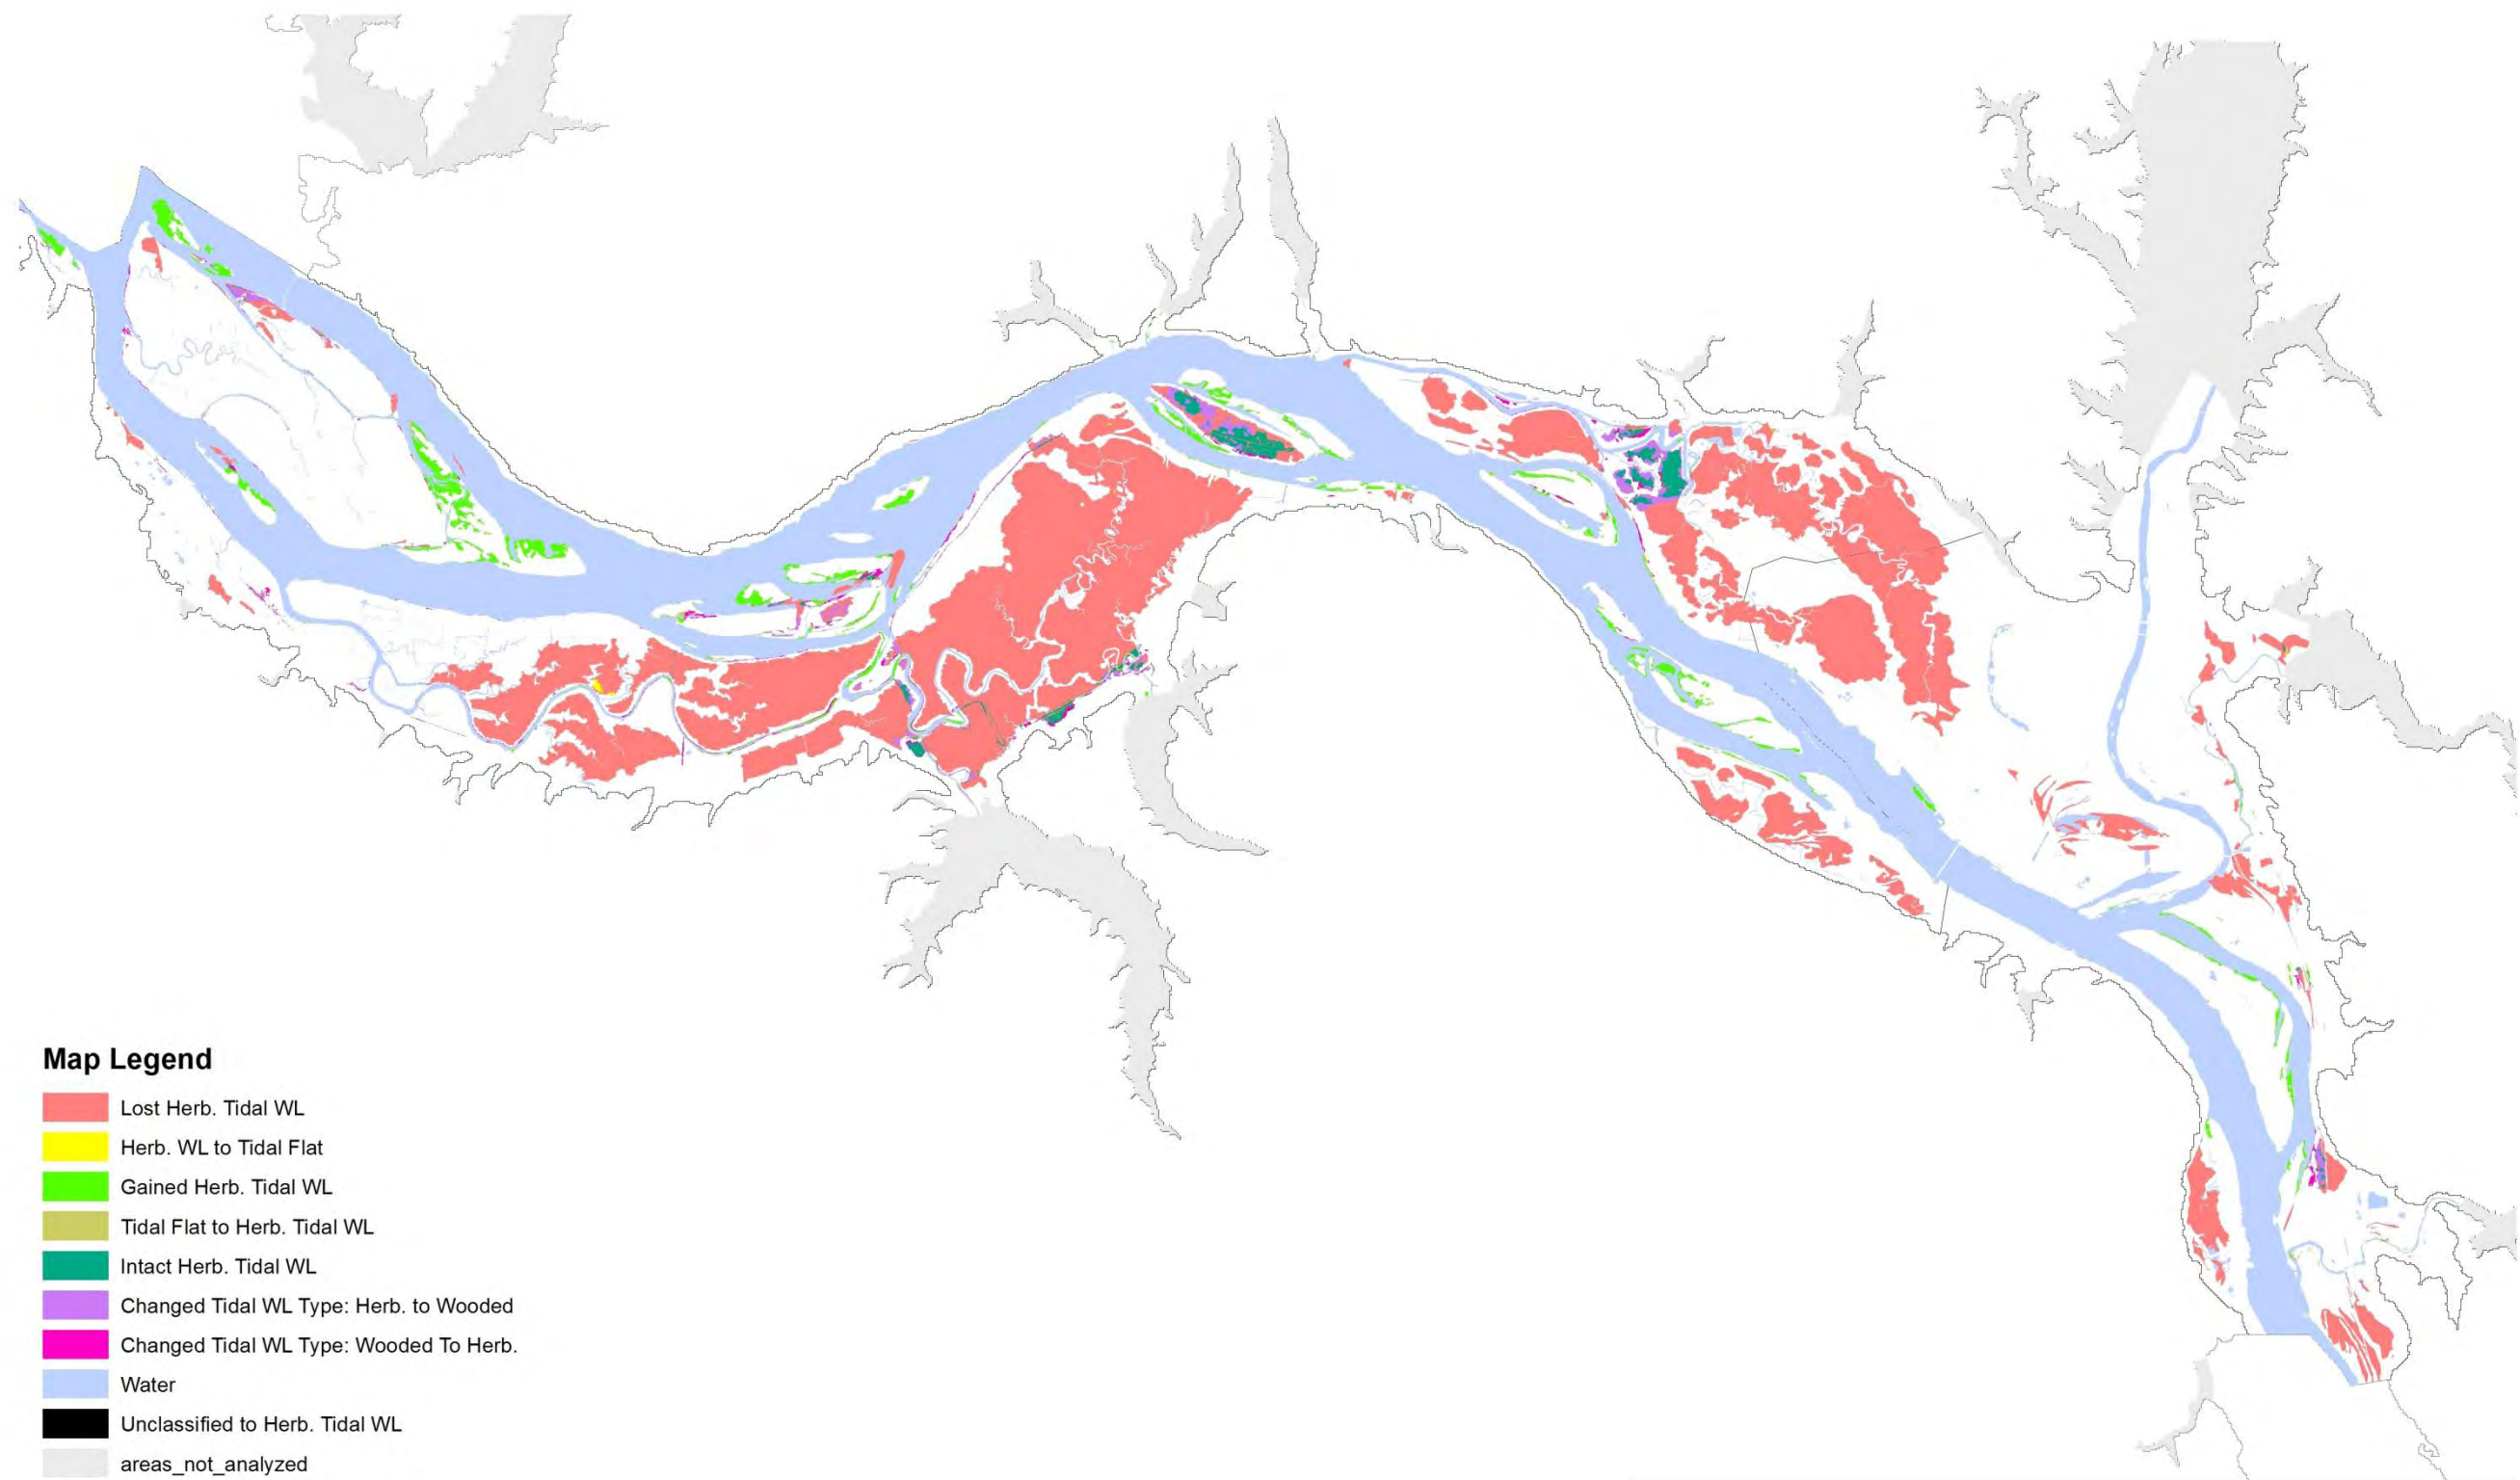 Map Legend
Lost Herb. Tidal WL
Herb. WL to Tidal Flat
Gained Herb. Tidal WL
Tidal Flat to Herb. Tidal WL
Intact Herb. Tidal WL
Changed Tidal WL Type: Herb. to Wooded
Changed Tidal WL Type: Wooded To Herb.
Water
Unclassified to Herb. Tidal WL
areas_not_analyzed